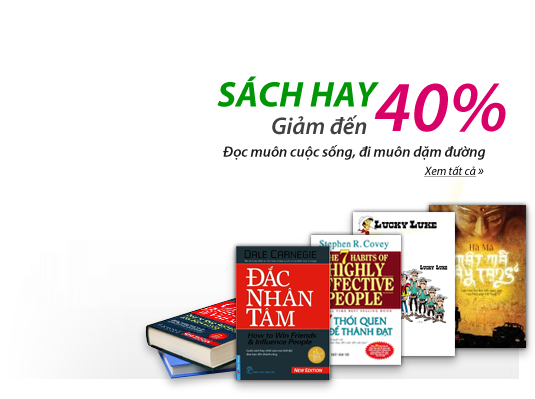 SÁCH HAY 40%
Giảm đến
Đọc muôn cuộc sống, đi muôn dặm đường
Xem tất cả »
DALE CARNEGIE
ĐẮC
NHÂN
TÂM
How to Win Friends
& Influence People
NEW EDITION
Stephen R. Covey
THE 7 HABITS OF
HIGHLY
EFFECTIVE
PEOPLE
7 THÓI QUEN
ĐỂ THÀNH ĐẠT
LUCKY LUKE
LUCKY LUKE
Hà Mã